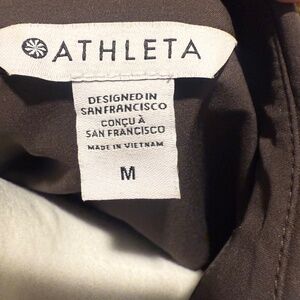 ATHLETA
DESIGNED IN
SAN FRANCISCO
CONÇU À
SAN FRANCISCO
MADE IN VIETNAM
M